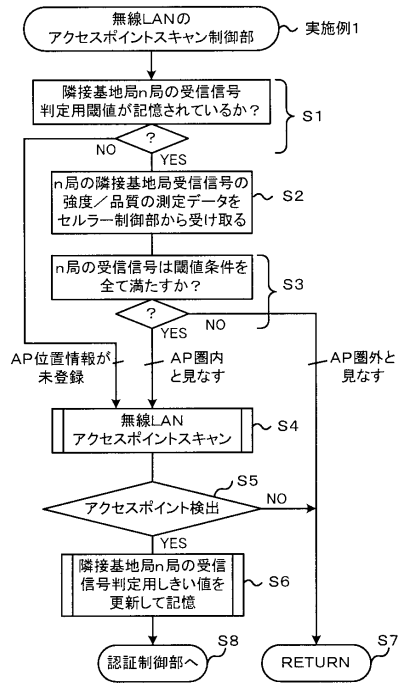 無線LANの
アクセスポイントスキャン制御部
実施例1
隣接基地局n局の受信信号
判定用閾値が記憶されているか?
S1
?
NO
YES
n局の隣接基地局受信信号の
強度/品質の測定データを
セルラー制御部から受け取る
S2
n局の受信信号は閾値条件を
全て満たすか?
S3
?
YES
NO
AP位置情報が
未登録
AP圏内
と見なす
AP圏外と
見なす
無線LAN
アクセスポイントスキャン
S4
S5
アクセスポイント検出
NO
YES
隣接基地局n局の受信
信号判定用しきい値を
更新して記憶
S6
S8
認証制御部へ
S7
RETURN